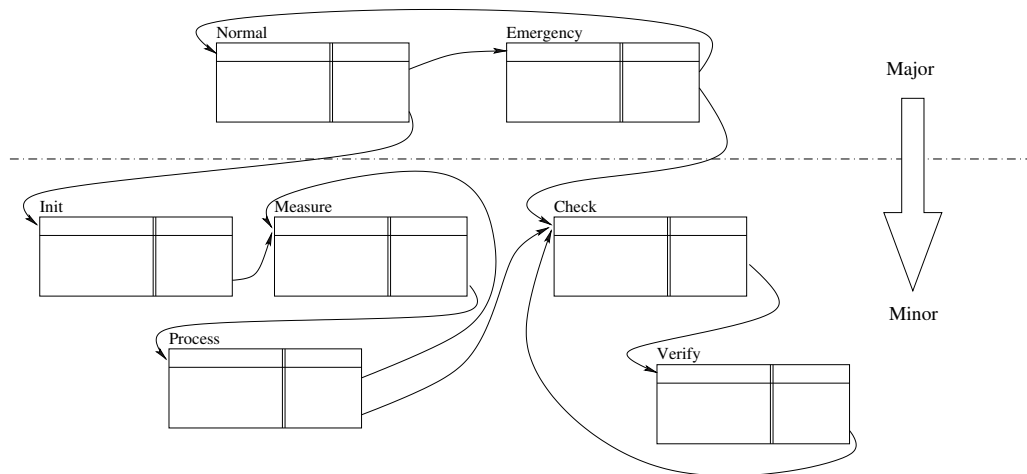 Normal
Emergency
Major
Init
Measure
Check
Minor
Process
Verify